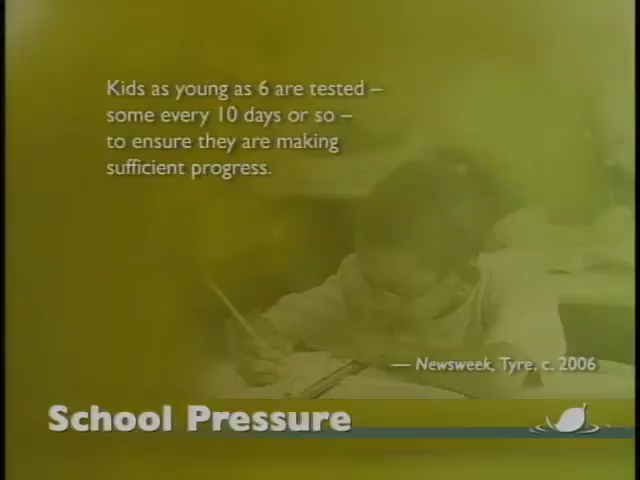 Kids as young as 6 are tested –
some every 10 days or so –
to ensure they are making
sufficient progress.
— Newsweek, Tyre, c. 2006
School Pressure